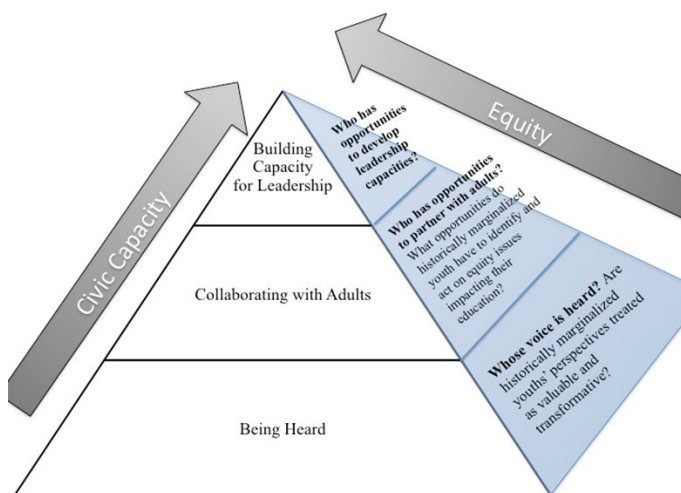 Civic Capacity
Equity
Building
Capacity
for Leadership
Who has
opportunities
to develop
leadership
capacities?
Collaborating with Adults
Who has opportunities
to partner with adults?
What opportunities do
historically marginalized
youth have to identify and
act on equity issues
impacting their
education?
Being Heard
Whose voice is heard? Are
historically marginalized
youths' perspectives treated
as valuable and
transformative?